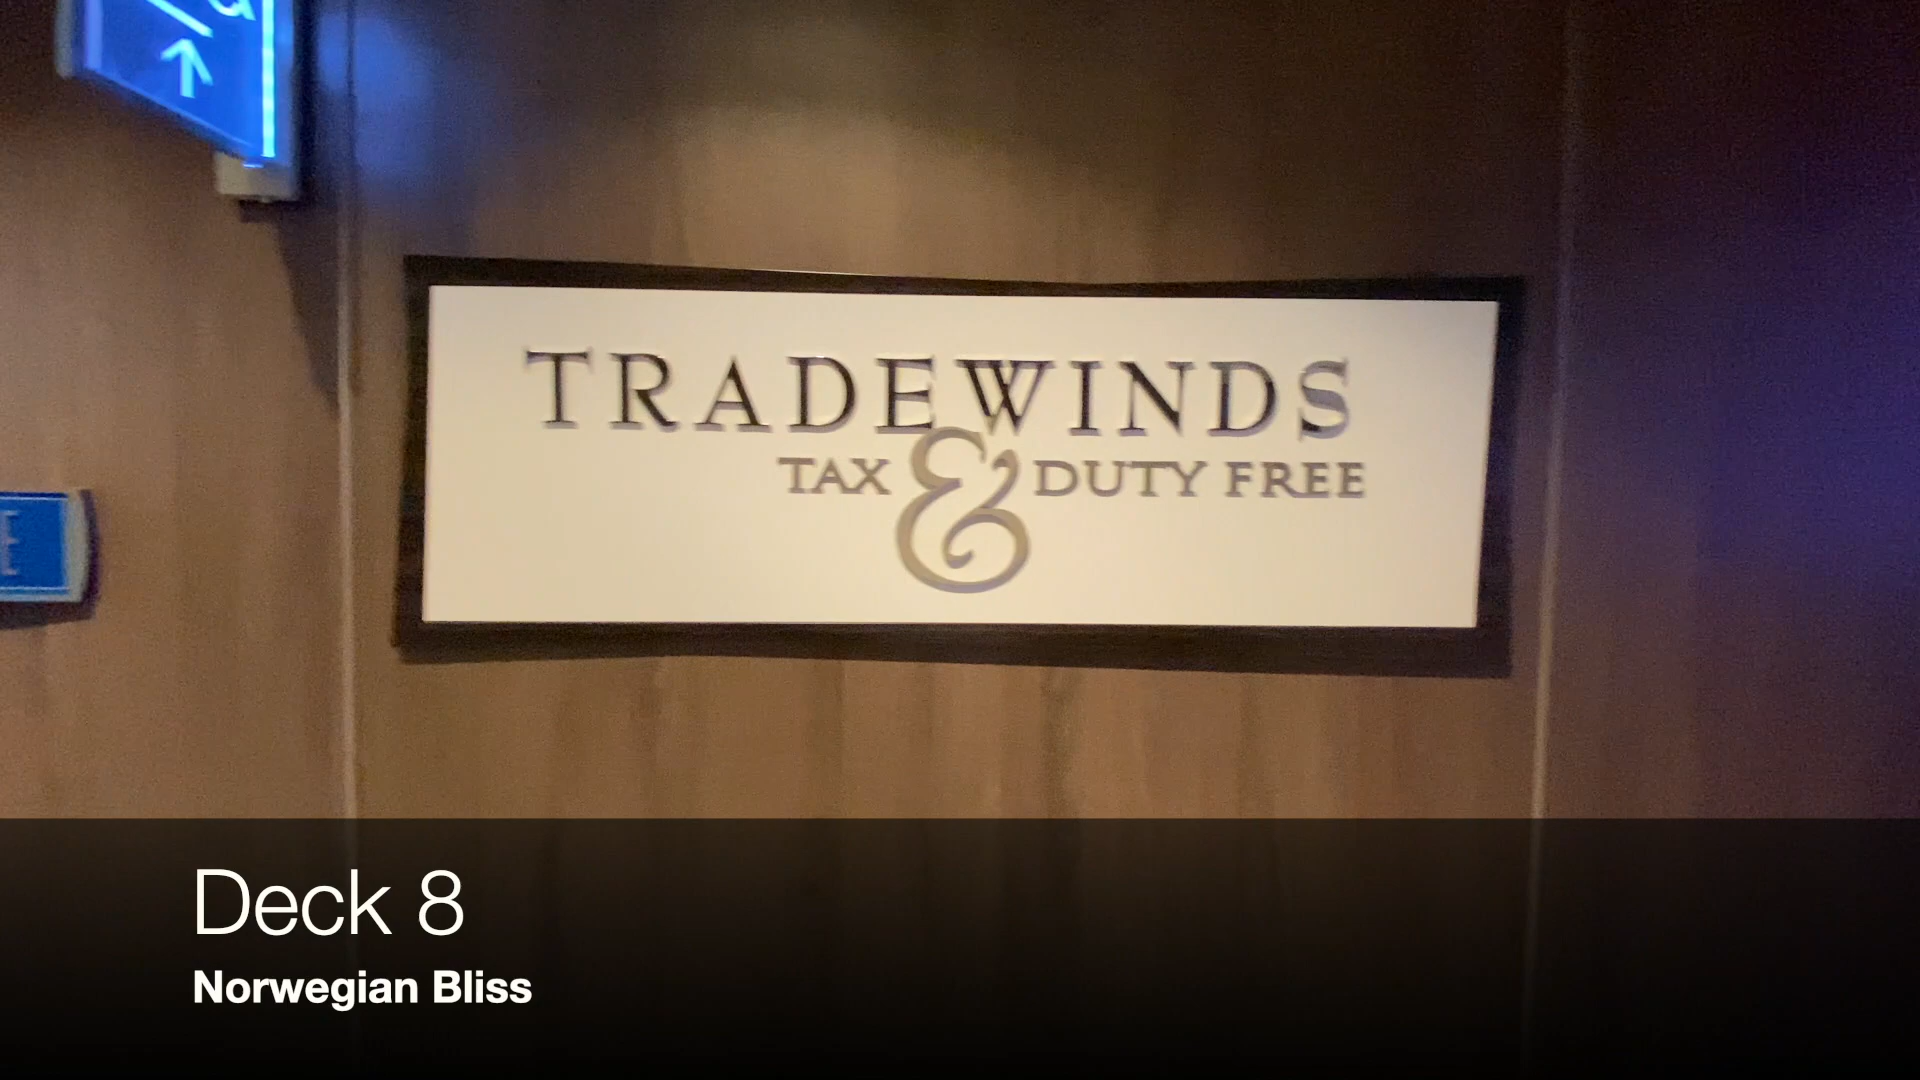 TRADEWINDS
TAX & DUTY FREE
E
Deck 8
Norwegian Bliss